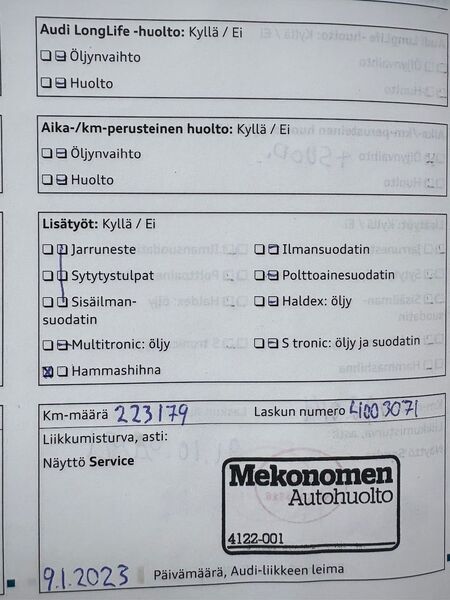 Audi LongLife -huolto: Kyllä / Ei
Öljynvaihto
Huolto
Aika-/km-perusteinen huolto: Kyllä / Ei
Öljynvaihto
Huolto
Lisätyöt: Kyllä / Ei
Jarruneste
Ilmansuodatin
Sytytystulpat
Polttoainesuodatin
Sisäilman-
suodatin
Haldex: öljy
Multitronic: öljy
S tronic: öljy ja suodatin
Hammashihna
Km-määrä 223179
Laskun numero 41003071
Liikkumisturva, asti:
Näyttö Service
Mekonomen
Autohuolto
4122-001
9.1.2023 Päivämäärä, Audi-liikkeen leima